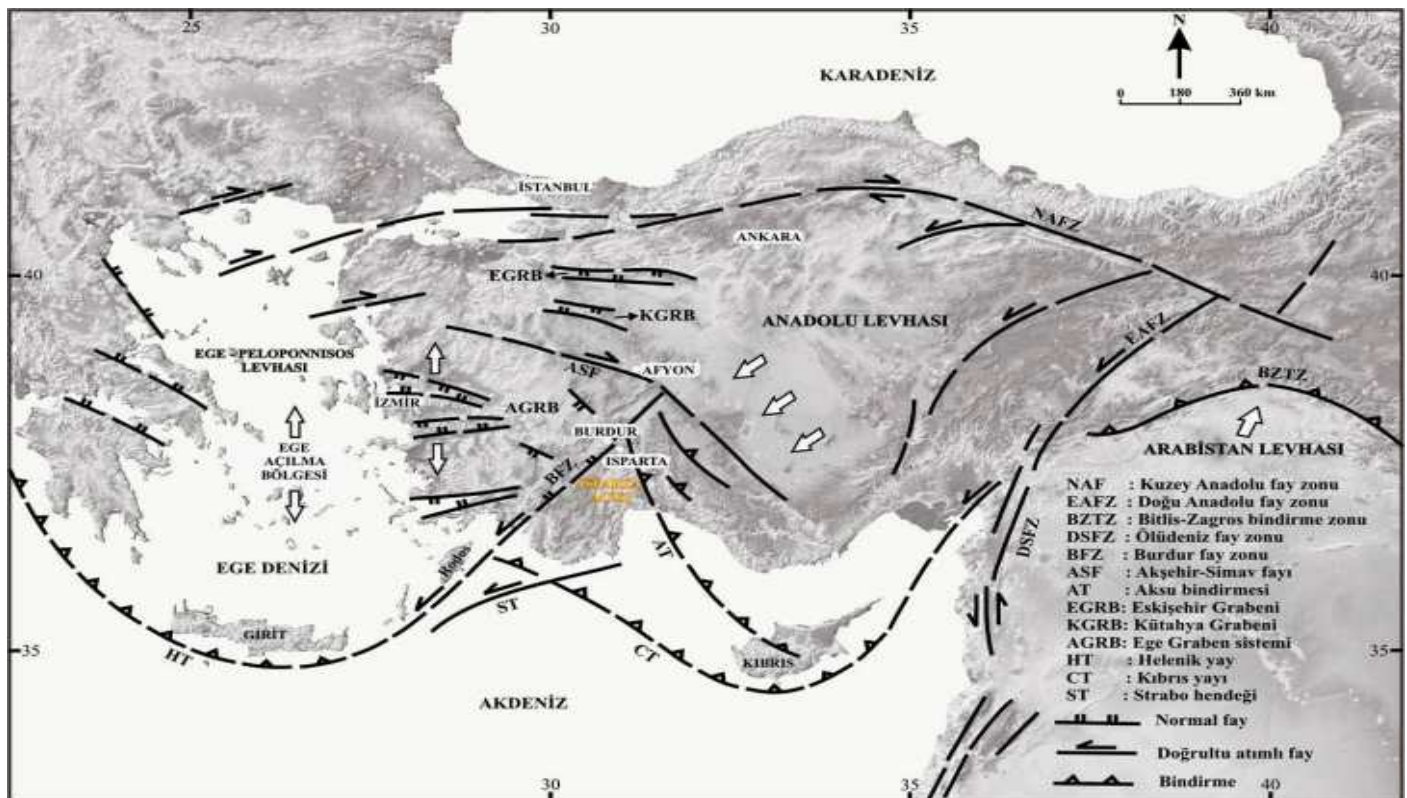 25 30 35 40
N
KARADENİZ
0 180 360 km
İSTANBUL
NAFZ
ANKARA
40
EGRB
40
KGRB
ANADOLU LEVHASI
EAFZ
EGE -PELOPONNISOS
LEVHASI
ASF
AFYON
BZTZ
İZMİR
AGRB
BURDUR
EGE
AÇILMA
BÖLGESİ
BFZ
ISPARTA
ARABİSTAN LEVHASI
NAF : Kuzey Anadolu fay zonu
EAFZ : Doğu Anadolu fay zonu
BZTZ : Bitlis-Zagros bindirme zonu
DSFZ : Ölüdeniz fay zonu
BFZ : Burdur fay zonu
ASF : Akşehir-Simav fayı
AT : Aksu bindirmesi
EGRB: Eskişehir Grabeni
KGRB: Kütahya Grabeni
AGRB: Ege Graben sistemi
HT : Helenik yay
CT : Kıbrıs yayı
ST : Strabo hendeği
Normal fay
Doğrultu atımlı fay
Bindirme
DSFZ
EGE DENİZİ
Rodos
AT
ST
GİRİT
HT
CT
KIBRIS
35
35
AKDENİZ
30 35 40